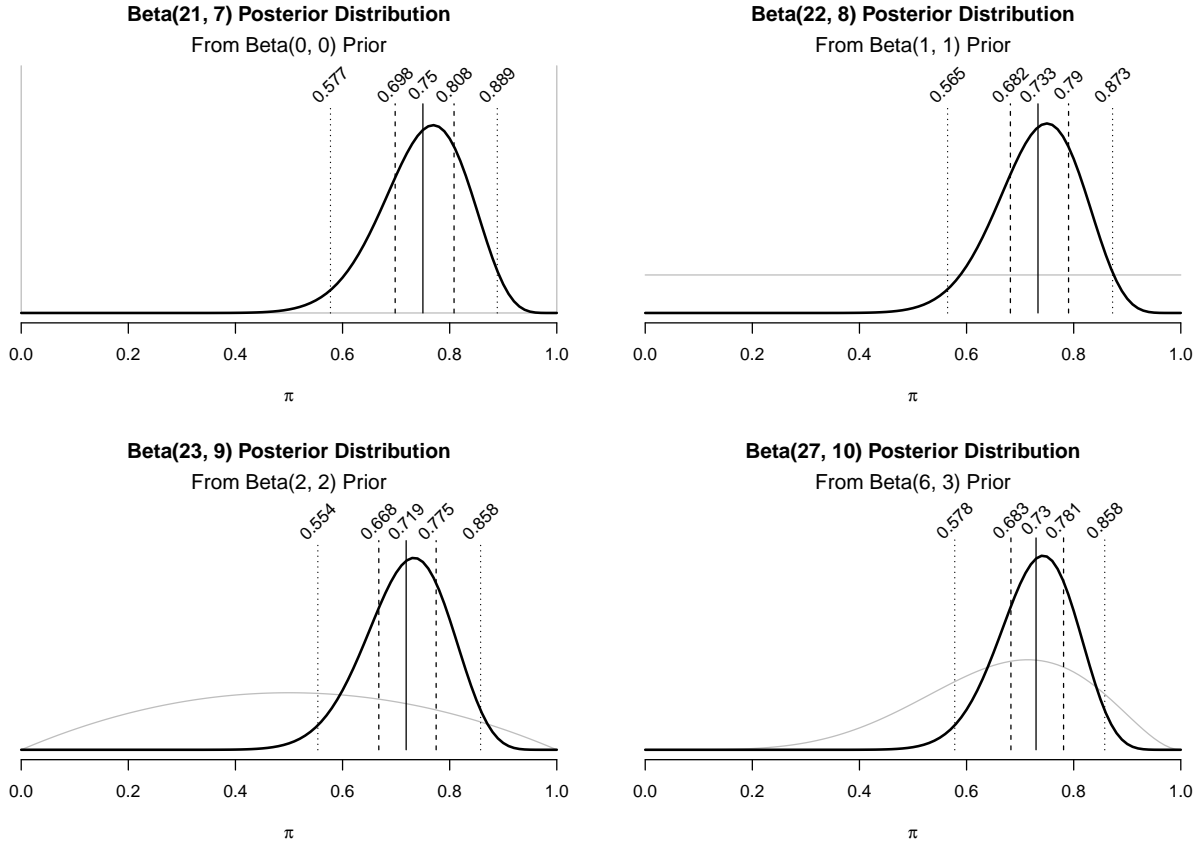 Beta(21, 7) Posterior Distribution
From Beta(0, 0) Prior
0.577 0.698 0.75 0.808 0.889
0.0 0.2 0.4 0.6 0.8 1.0
π
Beta(22, 8) Posterior Distribution
From Beta(1, 1) Prior
0.565 0.682 0.733 0.79 0.873
0.0 0.2 0.4 0.6 0.8 1.0
π
Beta(23, 9) Posterior Distribution
From Beta(2, 2) Prior
0.554 0.668 0.719 0.775 0.858
0.0 0.2 0.4 0.6 0.8 1.0
π
Beta(27, 10) Posterior Distribution
From Beta(6, 3) Prior
0.578 0.683 0.73 0.781 0.858
0.0 0.2 0.4 0.6 0.8 1.0
π